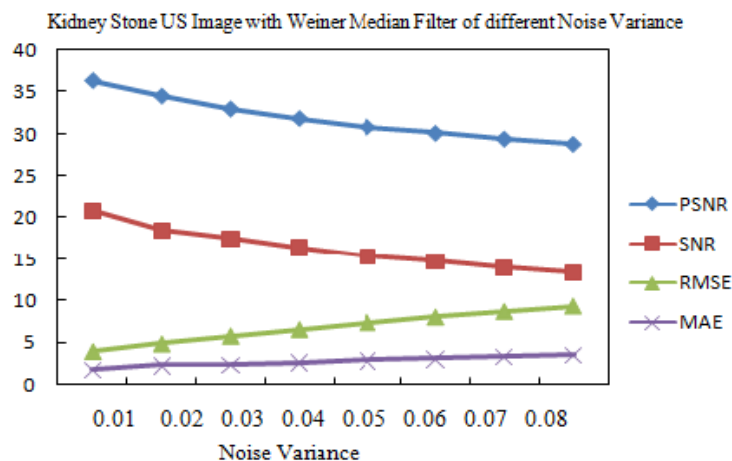 Kidney Stone US Image with Weiner Median Filter of different Noise Variance
40
35
30
25
20
15
10
5
0
0.01 0.02 0.03 0.04 0.05 0.06 0.07 0.08
Noise Variance
PSNR
SNR
RMSE
MAE